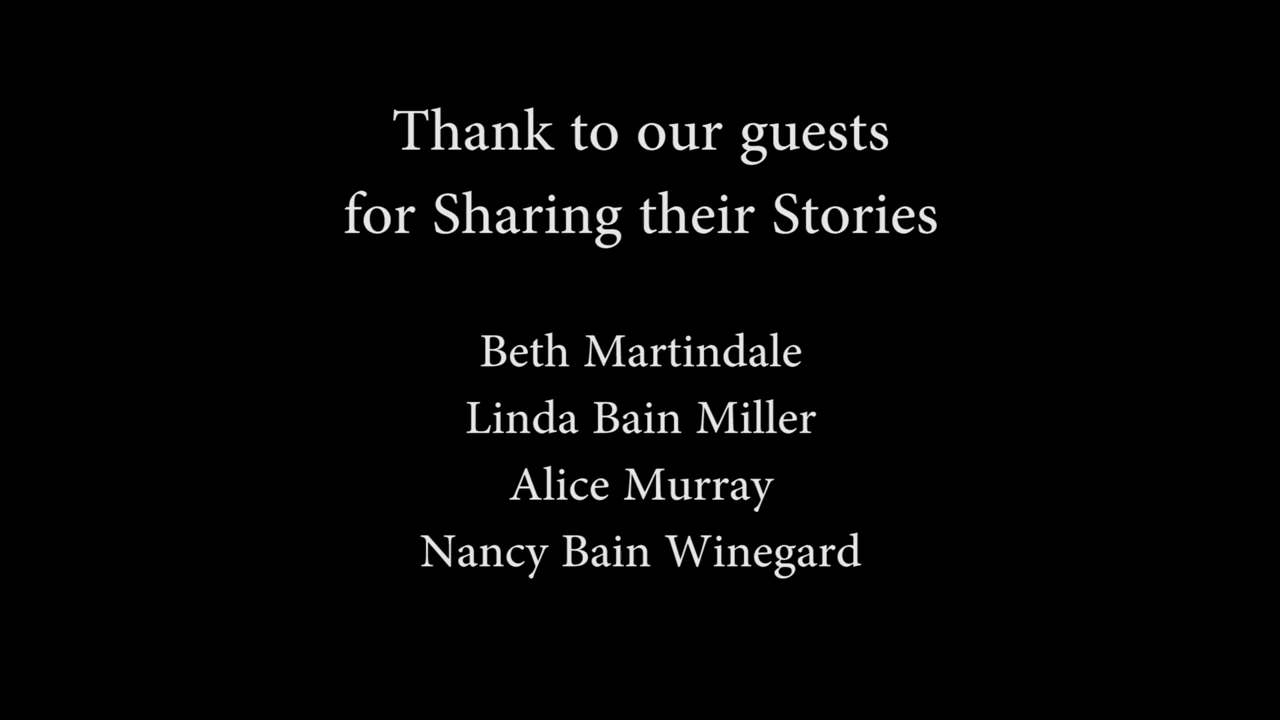 Thank to our guests
for Sharing their Stories
Beth Martindale
Linda Bain Miller
Alice Murray
Nancy Bain Winegard